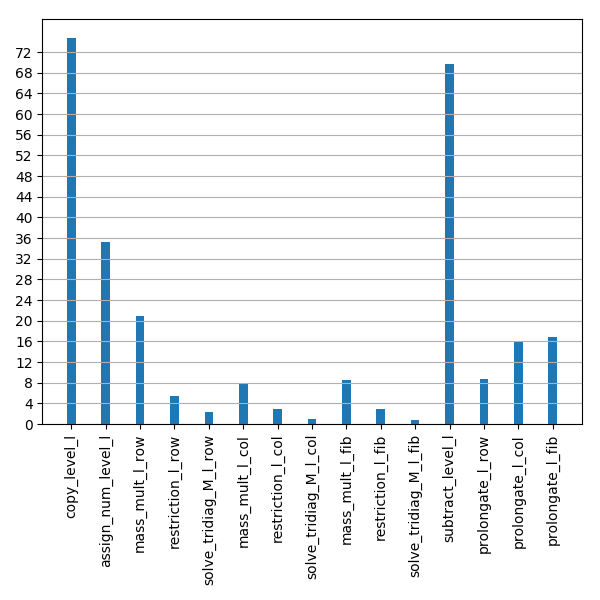 72
68
64
60
56
52
48
44
40
36
32
28
24
20
16
12
8
4
0
copy_level_l
assign_num_level_l
mass_mult_l_row
restriction_l_row
solve_tridiag_M_l_row
mass_mult_l_col
restriction_l_col
solve_tridiag_M_l_col
mass_mult_l_fib
restriction_l_fib
solve_tridiag_M_l_fib
subtract_level_l
prolongate_l_row
prolongate_l_col
prolongate_l_fib